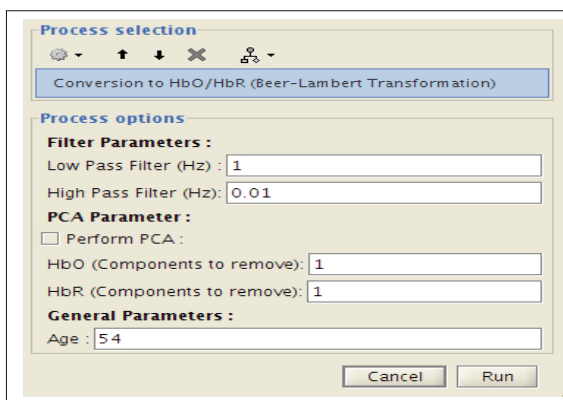 Process selection
Conversion to HbO/HbR (Beer-Lambert Transformation)
Process options
Filter Parameters :
Low Pass Filter (Hz) : 1
High Pass Filter (Hz): 0.01
PCA Parameter :
Perform PCA :
HbO (Components to remove): 1
HbR (Components to remove): 1
General Parameters :
Age : 54
Cancel Run